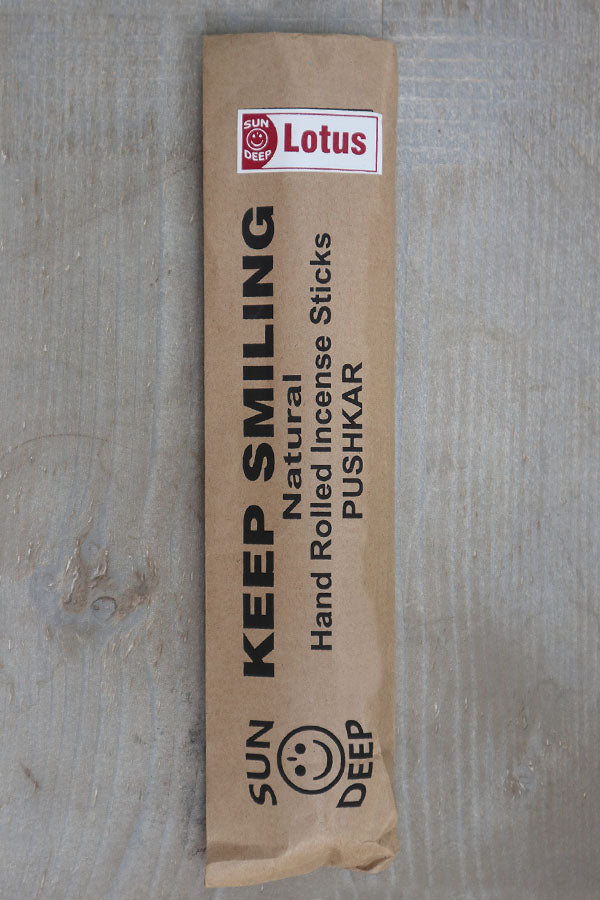 SUN
DEEP
Lotus
KEEP SMILING
Natural
Hand Rolled Incense Sticks
PUSHKAR
SUN
DEEP